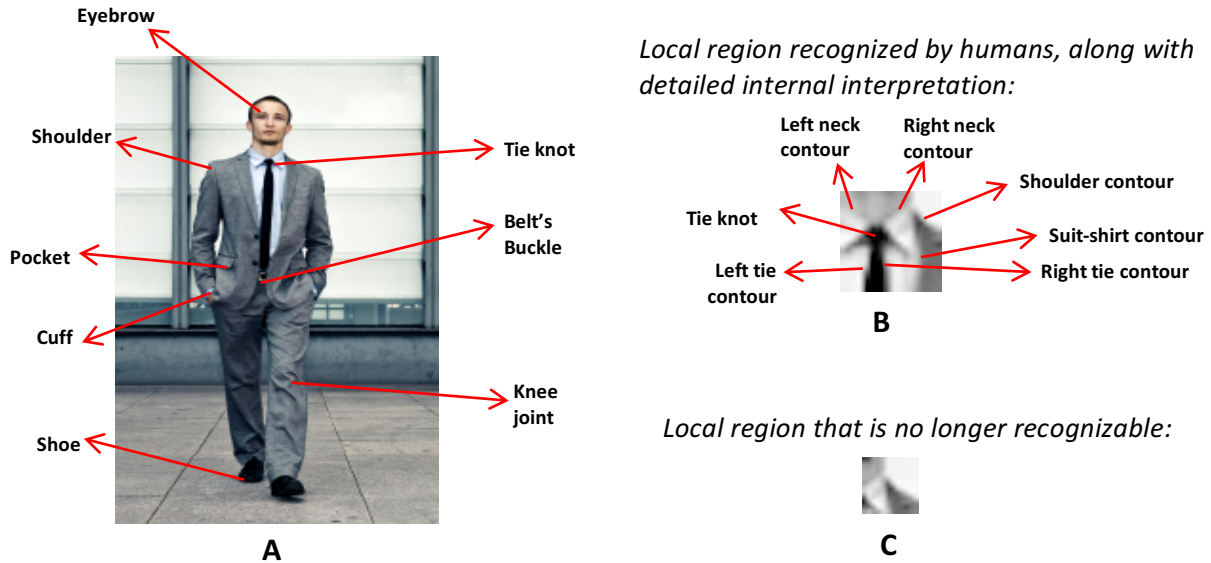 Eyebrow
Shoulder
Tie knot
Belt's
Buckle
Pocket
Cuff
Knee
joint
Shoe
A
Local region recognized by humans, along with
detailed internal interpretation:
Left neck
contour
Right neck
contour
Shoulder contour
Tie knot
Suit-shirt contour
Left tie
contour
Right tie contour
B
Local region that is no longer recognizable:
C